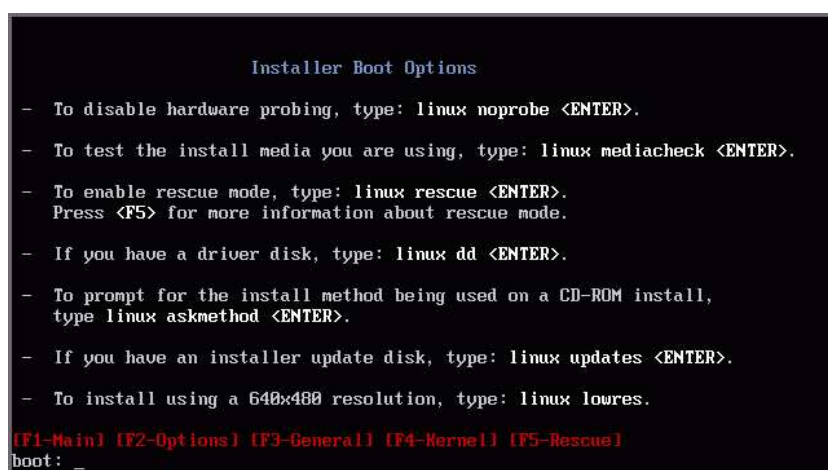 Installer Boot Options
- To disable hardware probing, type: linux noprobe <ENTER>.
- To test the install media you are using, type: linux mediacheck <ENTER>.
- To enable rescue mode, type: linux rescue <ENTER>.
Press <F5> for more information about rescue mode.
- If you have a driver disk, type: linux dd <ENTER>.
- To prompt for the install method being used on a CD-ROM install,
type linux askmethod <ENTER>.
- If you have an installer update disk, type: linux updates <ENTER>.
- To install using a 640x480 resolution, type: linux lowres.
[F1-Main] [F2-Options] [F3-General] [F4-Kernel] [F5-Rescue]
boot: _